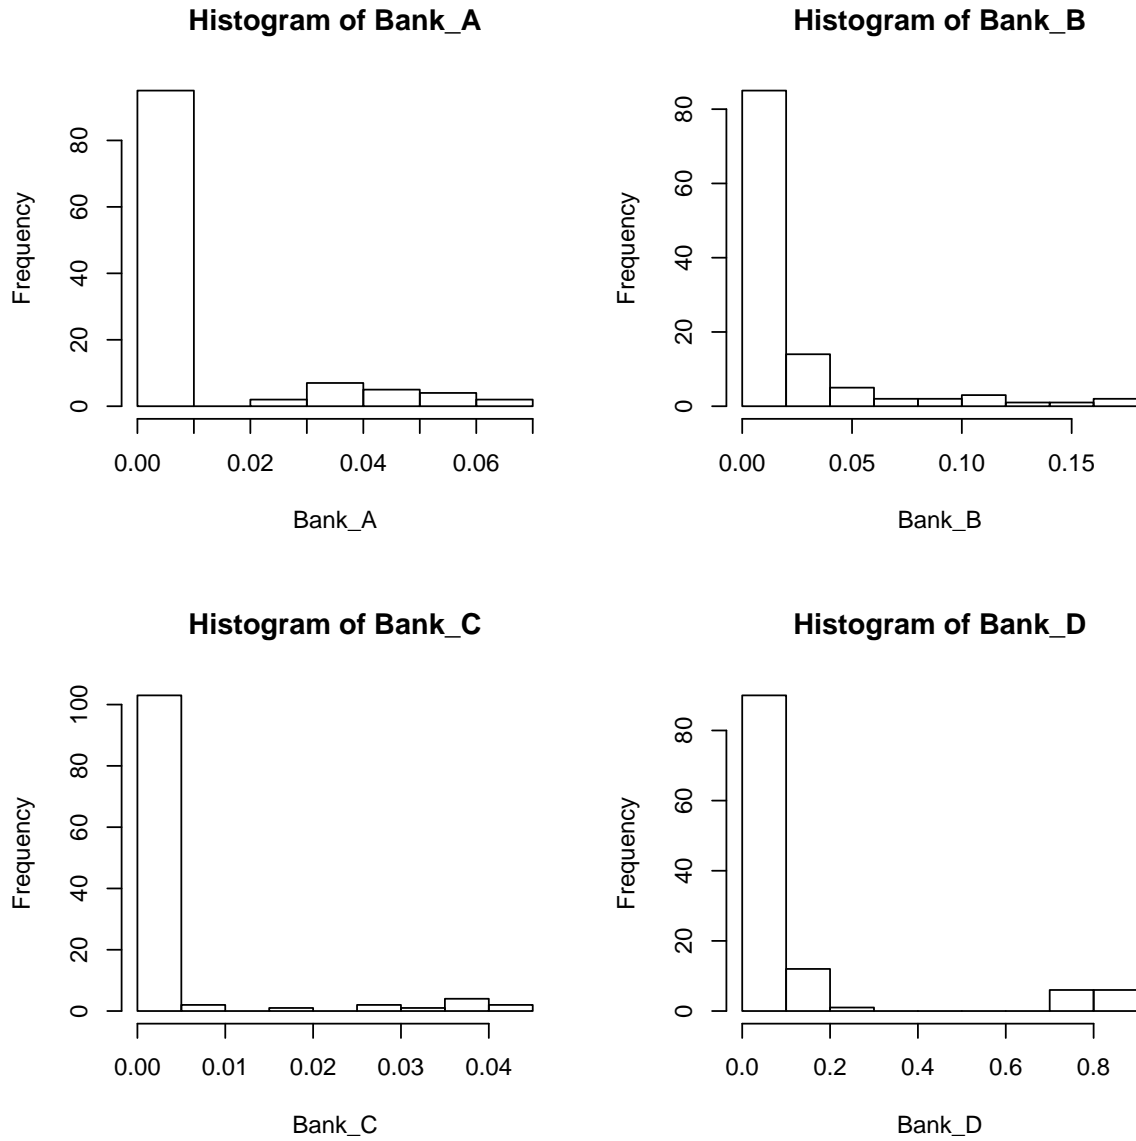 Histogram of Bank_A
Frequency
0 20 40 60 80
0.00 0.02 0.04 0.06
Bank_A
Histogram of Bank_B
Frequency
0 20 40 60 80
0.00 0.05 0.10 0.15
Bank_B
Histogram of Bank_C
Frequency
0 20 40 60 80 100
0.00 0.01 0.02 0.03 0.04
Bank_C
Histogram of Bank_D
Frequency
0 20 40 60 80
0.0 0.2 0.4 0.6 0.8
Bank_D